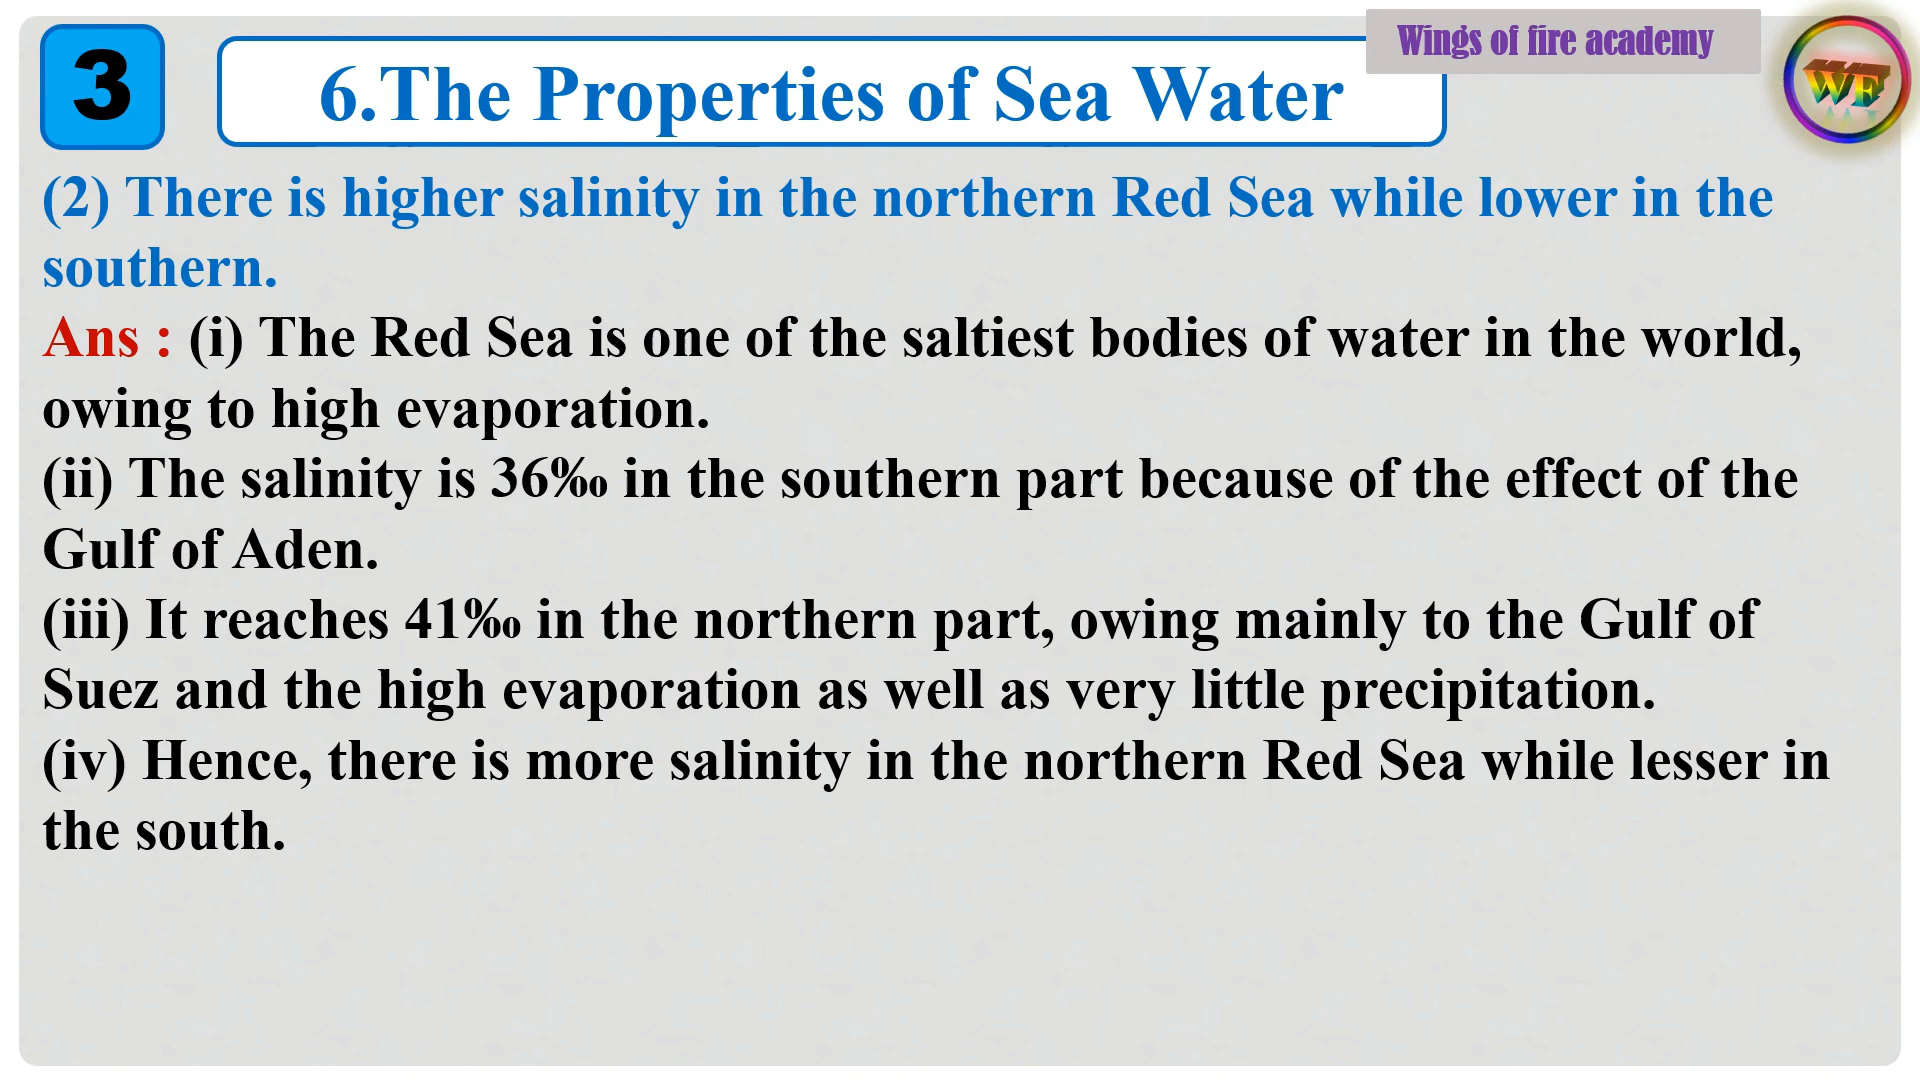 3
6.The Properties of Sea Water
Wings of fire academy
WF
(2) There is higher salinity in the northern Red Sea while lower in the
southern.
Ans : (i) The Red Sea is one of the saltiest bodies of water in the world,
owing to high evaporation.
(ii) The salinity is 36‰ in the southern part because of the effect of the
Gulf of Aden.
(iii) It reaches 41‰ in the northern part, owing mainly to the Gulf of
Suez and the high evaporation as well as very little precipitation.
(iv) Hence, there is more salinity in the northern Red Sea while lesser in
the south.